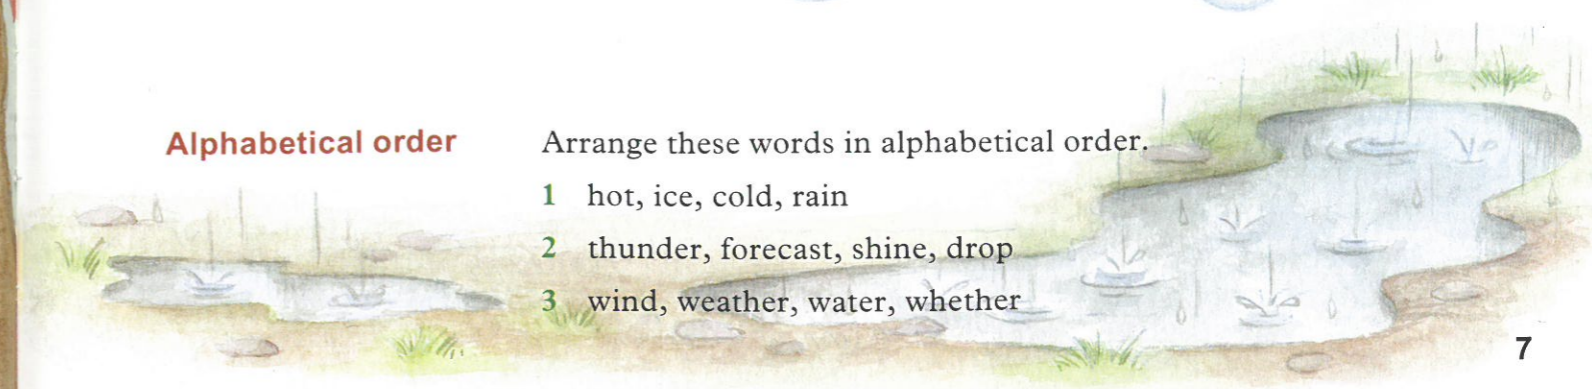 Alphabetical order
Arrange these words in alphabetical order.
1 hot, ice, cold, rain
2 thunder, forecast, shine, drop
3 wind, weather, water, whether
7